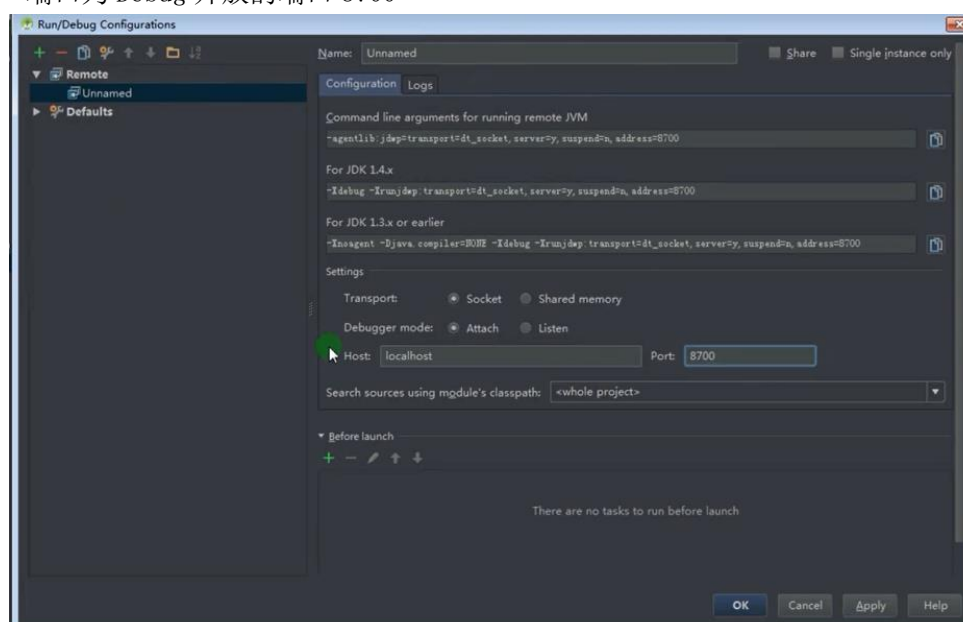 Run/Debug Configurations
Name: Unnamed
Share
Single instance only
Remote
Unnamed
Defaults
Configuration
Logs
Command line arguments for running remote JVM
-agentlib:jdwp=transport=dt_socket,server=y,suspend=n,address=8700
For JDK 1.4.x
-Xdebug -Xrunjdwp:transport=dt_socket,server=y,suspend=n,address=8700
For JDK 1.3.x or earlier
-Xnoagent -Djava.compiler=NONE -Xdebug -Xrunjdwp:transport=dt_socket,server=y,suspend=n,address=8700
Settings
Transport: Socket Shared memory
Debugger mode: Attach Listen
Host: localhost Port: 8700
Search sources using module's classpath: <whole project>
Before launch
There are no tasks to run before launch
OK Cancel Apply Help